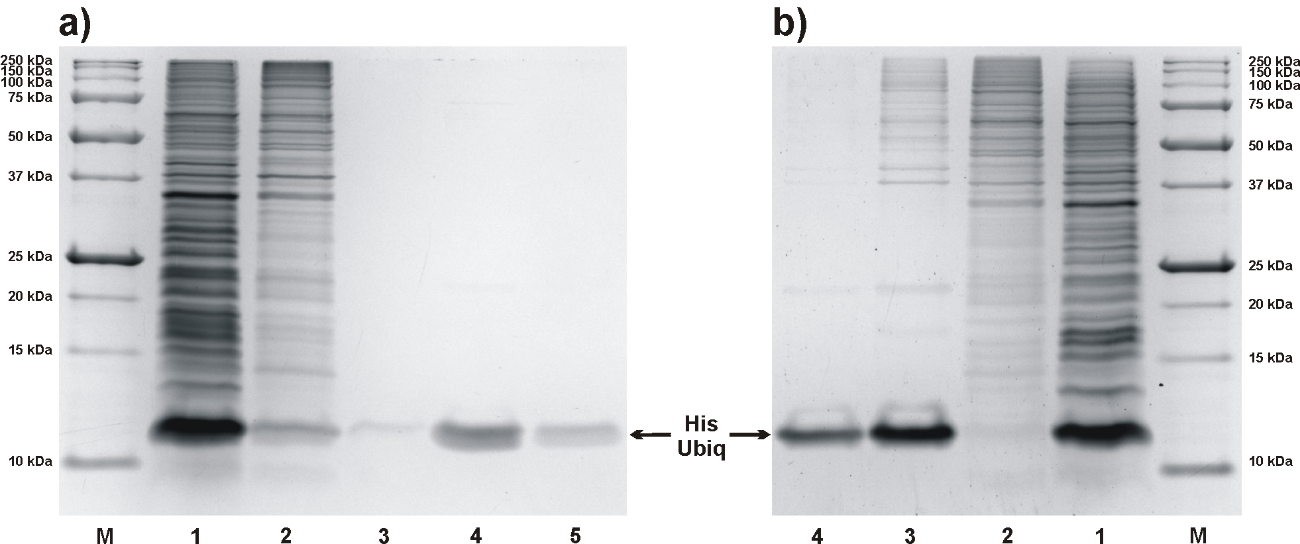 a)
b)
250 kDa
150 kDa
100 kDa
75 kDa
50 kDa
37 kDa
25 kDa
20 kDa
15 kDa
10 kDa
His
Ubiq
250 kDa
150 kDa
100 kDa
75 kDa
50 kDa
37 kDa
25 kDa
20 kDa
15 kDa
10 kDa
M 1 2 3 4 5
4 3 2 1 M